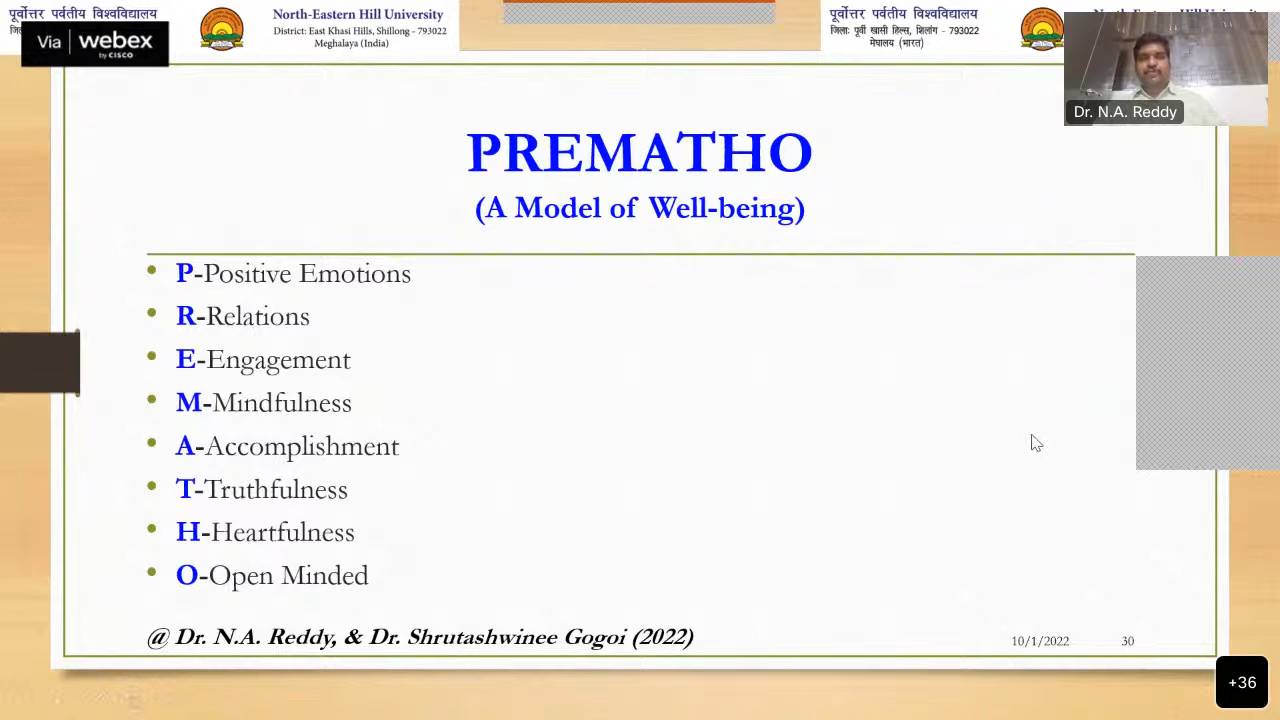 पूर्वोत्तर पर्वतीय विश्वविद्यालय
North-Eastern Hill University
District: East Khasi Hills, Shillong - 793022
Meghalaya (India)
पूर्वोत्तर पर्वतीय विश्वविद्यालय
जिला: पूर्वी खासी हिल्स, शिलांग - 793022
मेघालय (भारत)
Via webex
by CISCO
Dr. N.A. Reddy
PREMATHO
(A Model of Well-being)
• P-Positive Emotions
• R-Relations
• E-Engagement
• M-Mindfulness
• A-Accomplishment
• T-Truthfulness
• H-Heartfulness
• O-Open Minded
@ Dr. N.A. Reddy, & Dr. Shrutashwinee Gogoi (2022)
10/1/2022 30
+36